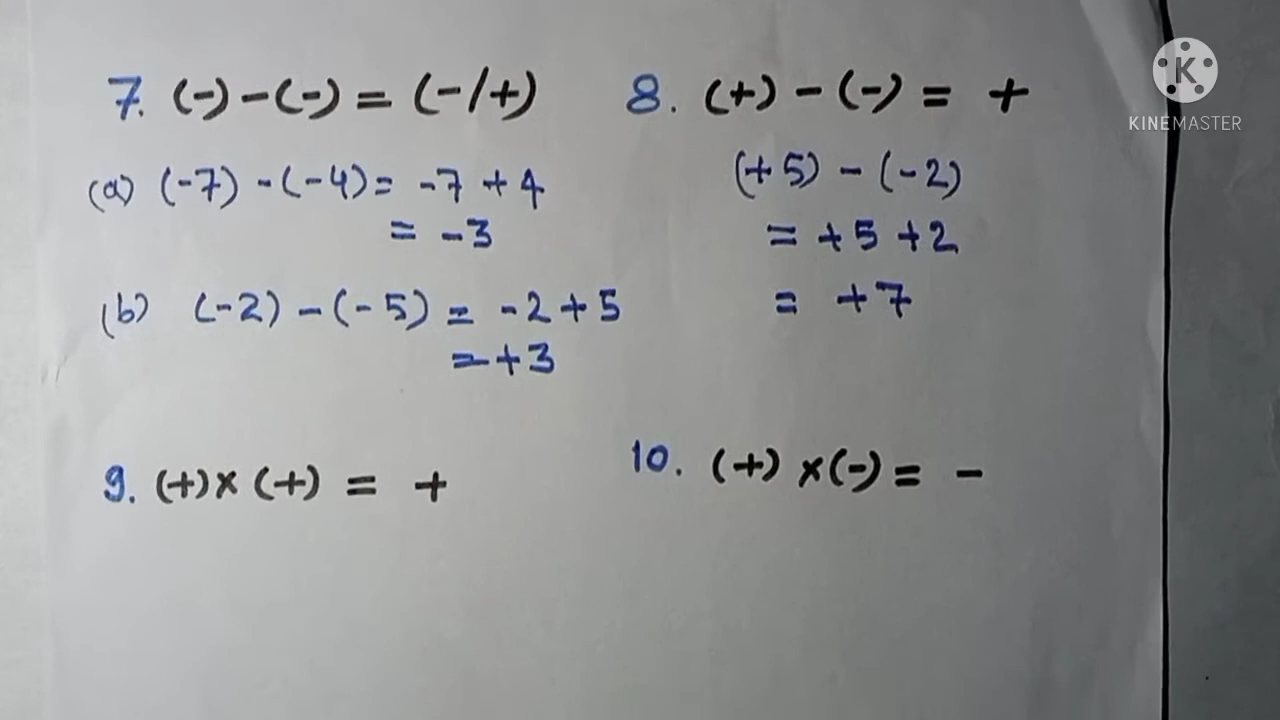 7. (-) - (-) = (-/+)
(a) (-7) - (-4) = -7 + 4
= -3
(b) (-2) - (-5) = -2 + 5
= +3
8. (+) - (-) = +
(+5) - (-2)
= +5 +2
= +7
9. (+) × (+) = +
10. (+) × (-) = -
K
KINEMASTER